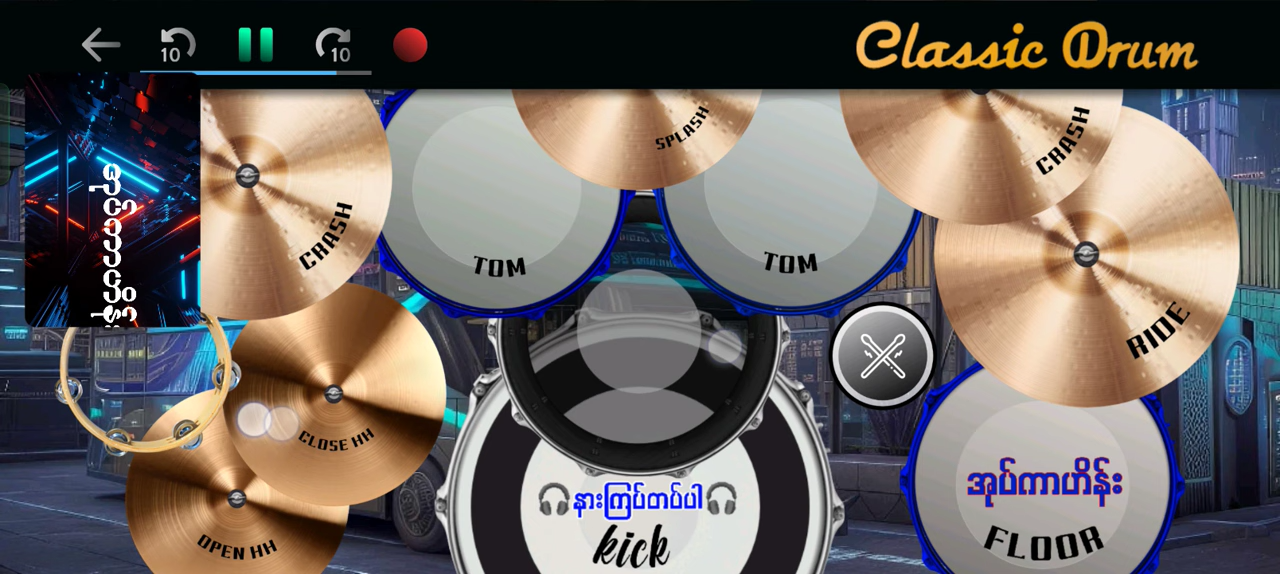 10
10
Classic Drum
CRASH
TOM
SPLASH
TOM
CRASH
RIDE
CLOSE HH
OPEN HH
နားကြပ်တပ်ပါ
kick
အုပ်ကာဟိန်း
FLOOR